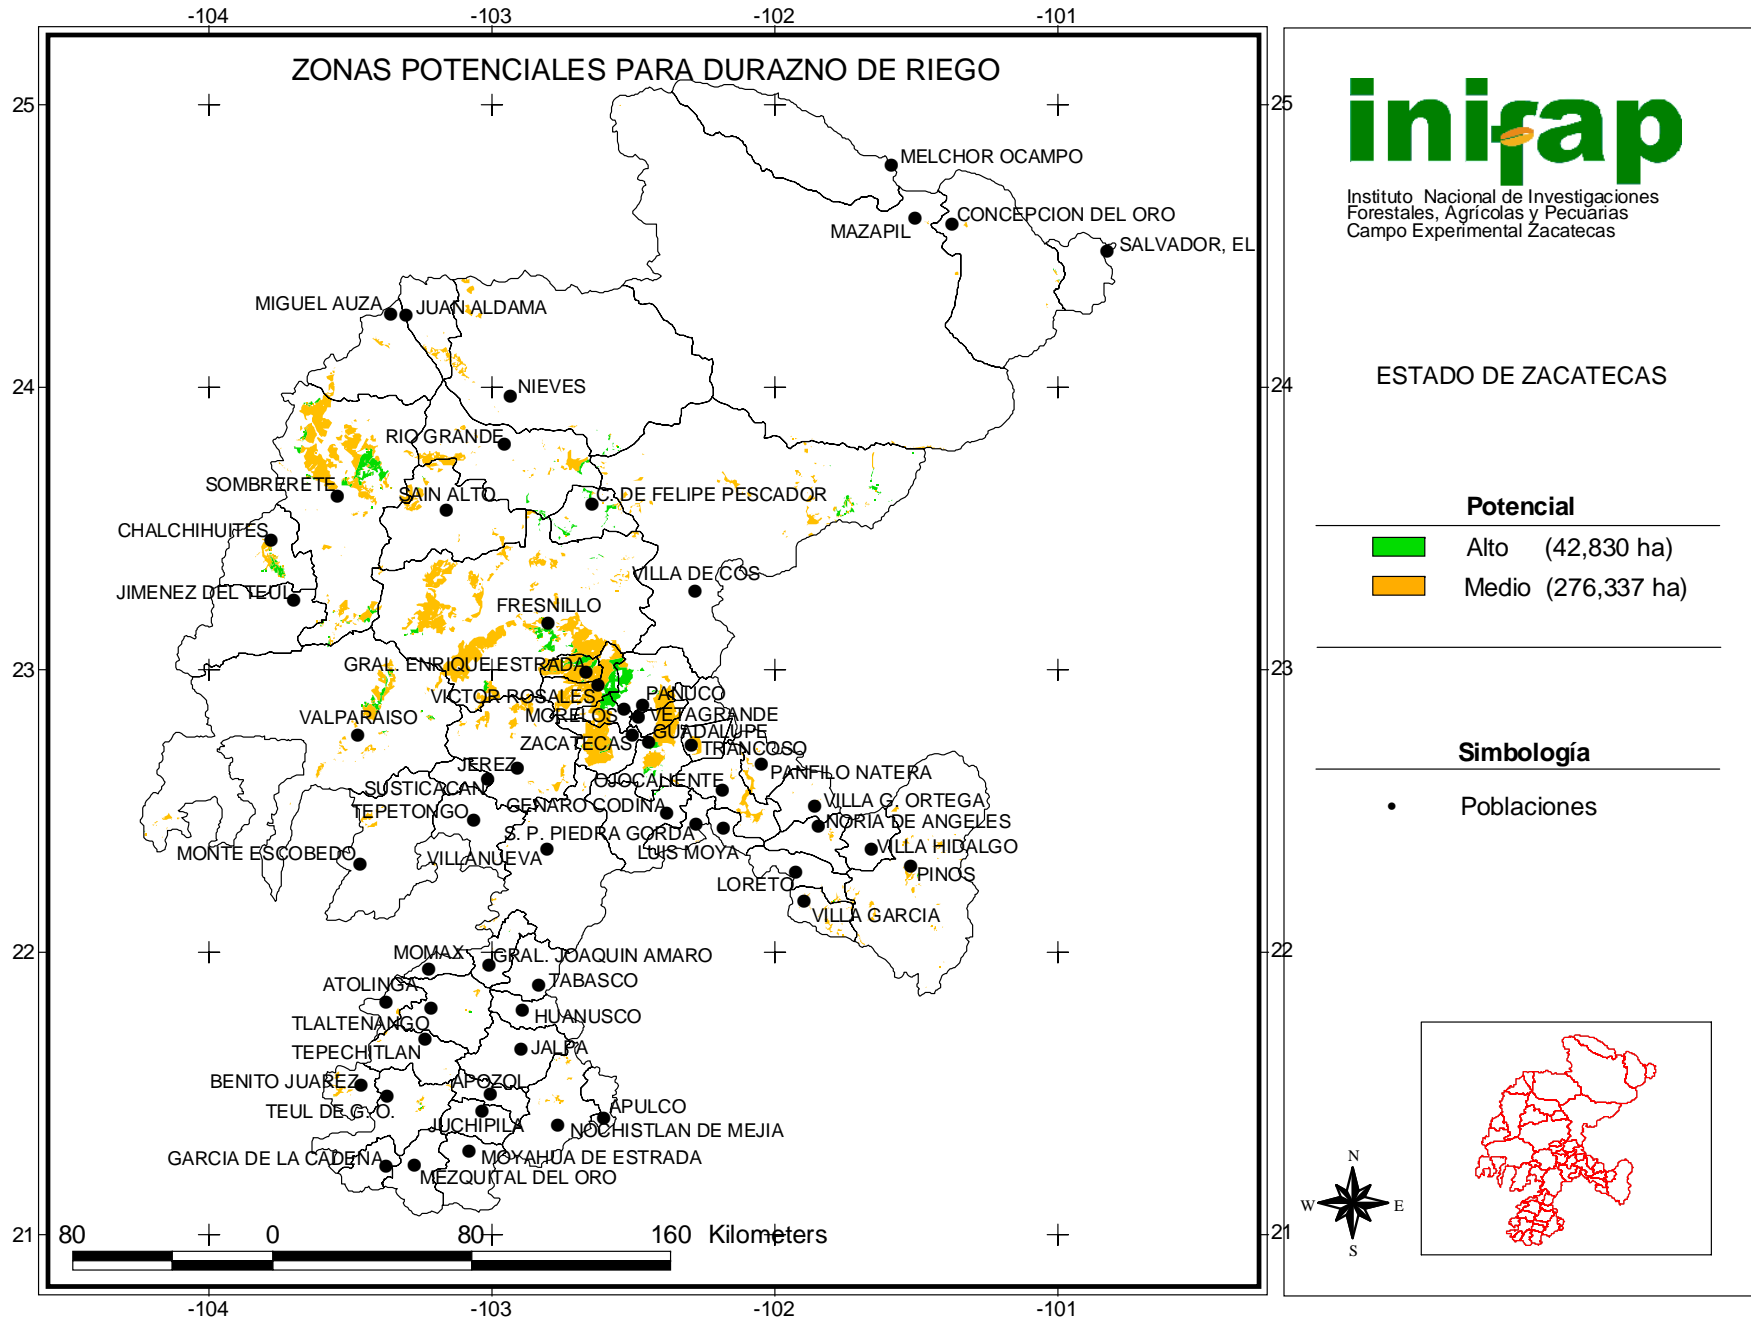 -104
-103
-102
-101
ZONAS POTENCIALES PARA DURAZNO DE RIEGO
25
25
MELCHOR OCAMPO
CONCEPCION DEL ORO
MAZAPIL
SALVADOR, EL
MIGUEL AUZA
JUAN ALDAMA
24
24
NIEVES
RIO GRANDE
SOMBRERETE
SAIN ALTO
C. DE FELIPE PESCADOR
CHALCHIHUITES
JIMENEZ DEL TEUL
VILLA DE COS
FRESNILLO
23
23
GRAL. ENRIQUE ESTRADA
VICTOR ROSALES
PANUCO
VALPARAISO
MORELOS
VETAGRANDE
ZACATECAS
GUADALUPE
TRANCOSO
JEREZ
PANFILO NATERA
SUSTICACAN
OJOCALIENTE
TEPETONGO
GENARO CODINA
VILLA G. ORTEGA
NORIA DE ANGELES
S. P. PIEDRA GORDA
MONTE ESCOBEDO
VILLANUEVA
LUIS MOYA
VILLA HIDALGO
PINOS
LORETO
VILLA GARCIA
22
22
MOMAX
GRAL. JOAQUIN AMARO
ATOLINGA
TABASCO
TLALTENANGO
HUANUSCO
TEPECHITLAN
JALPA
BENITO JUAREZ
APOZOL
TEUL DE G. O.
APULCO
JUCHIPILA
NOCHISTLAN DE MEJIA
GARCIA DE LA CADENA
MOYAHUA DE ESTRADA
MEZQUITAL DEL ORO
21
21
80 0 80 160 Kilometers
-104
-103
-102
-101
inifap
Instituto Nacional de Investigaciones
Forestales, Agrícolas y Pecuarias
Campo Experimental Zacatecas
ESTADO DE ZACATECAS
Potencial
Alto (42,830 ha)
Medio (276,337 ha)
Simbología
Poblaciones
N
W E
S